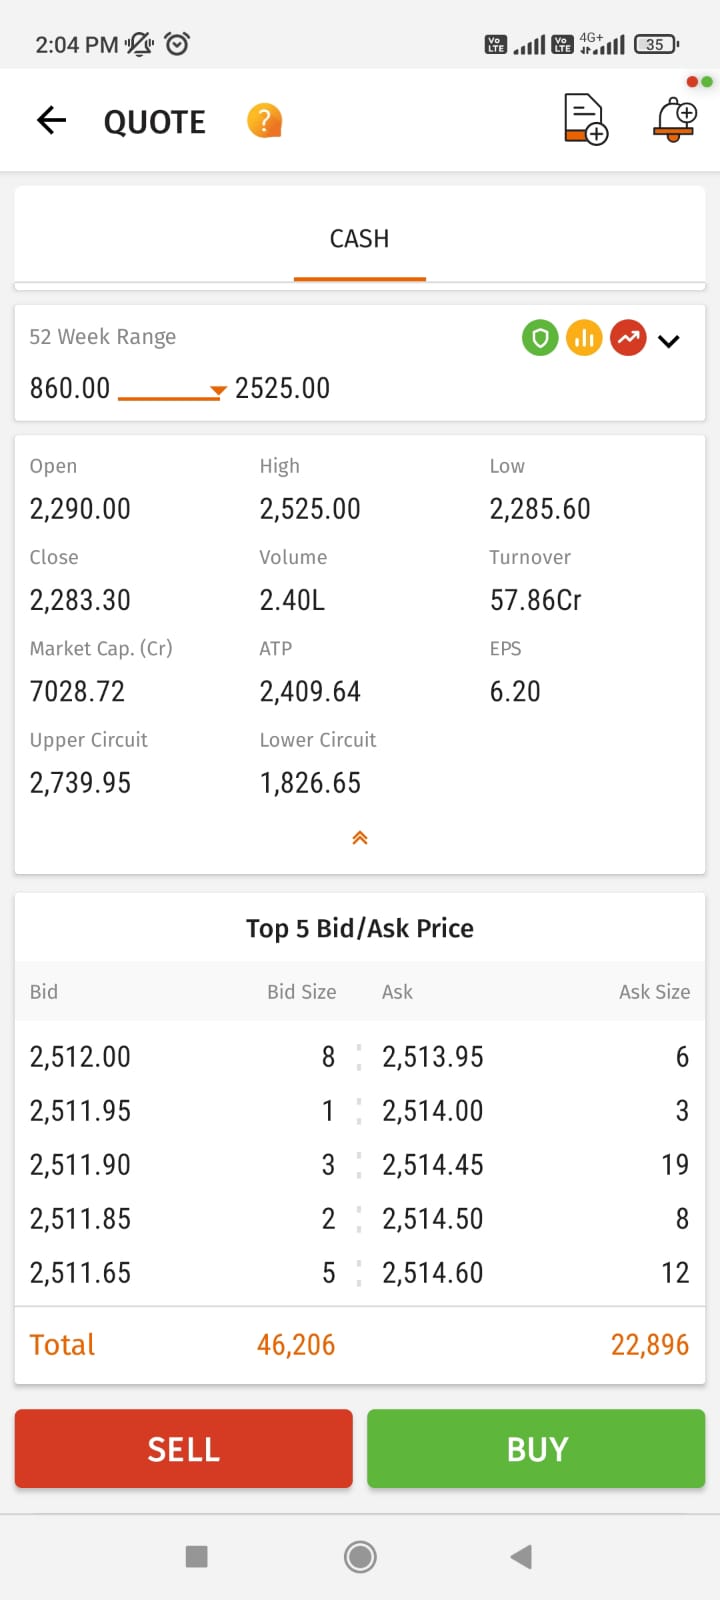 2:04 PM Vo LTE Vo LTE 4G+ 35
QUOTE ?
CASH
52 Week Range
860.00 2525.00
Open High Low
2,290.00 2,525.00 2,285.60
Close Volume Turnover
2,283.30 2.40L 57.86Cr
Market Cap. (Cr) ATP EPS
7028.72 2,409.64 6.20
Upper Circuit Lower Circuit
2,739.95 1,826.65
Top 5 Bid/Ask Price
Bid Bid Size Ask Ask Size
2,512.00 8 2,513.95 6
2,511.95 1 2,514.00 3
2,511.90 3 2,514.45 19
2,511.85 2 2,514.50 8
2,511.65 5 2,514.60 12
Total 46,206 22,896
SELL BUY